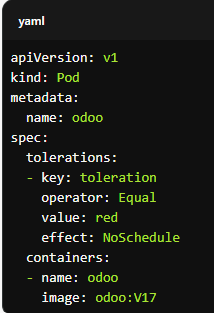 yaml
apiVersion: v1
kind: Pod
metadata:
  name: odoo
spec:
  tolerations:
  - key: toleration
    operator: Equal
    value: red
    effect: NoSchedule
  containers:
  - name: odoo
    image: odoo:V17